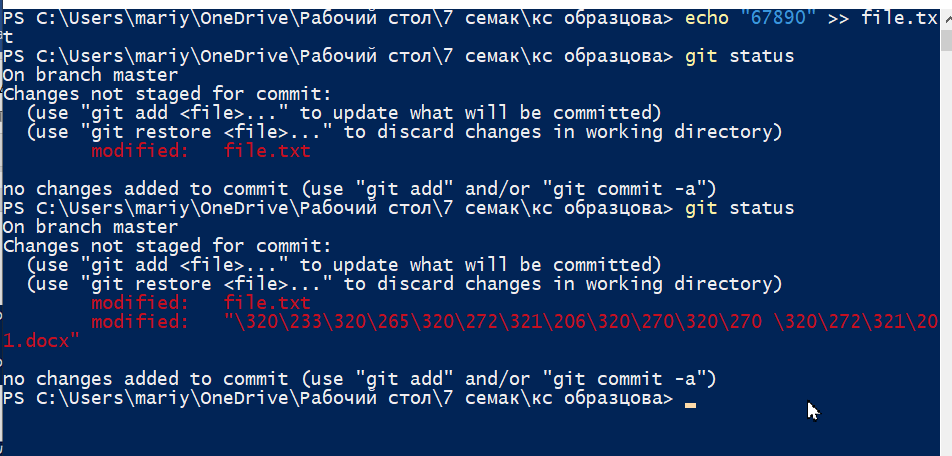 PS C:\Users\mariy\OneDrive\Рабочий стол\7 семак\кс образцова> echo "67890" >> file.tx
t
PS C:\Users\mariy\OneDrive\Рабочий стол\7 семак\кс образцова> git status
On branch master
Changes not staged for commit:
  (use "git add <file>..." to update what will be committed)
  (use "git restore <file>..." to discard changes in working directory)
        modified:   file.txt

no changes added to commit (use "git add" and/or "git commit -a")
PS C:\Users\mariy\OneDrive\Рабочий стол\7 семак\кс образцова> git status
On branch master
Changes not staged for commit:
  (use "git add <file>..." to update what will be committed)
  (use "git restore <file>..." to discard changes in working directory)
        modified:   file.txt
        modified:   "\320\233\320\265\320\272\321\206\320\270\320\270 \320\272\321\20
1.docx"

no changes added to commit (use "git add" and/or "git commit -a")
PS C:\Users\mariy\OneDrive\Рабочий стол\7 семак\кс образцова>